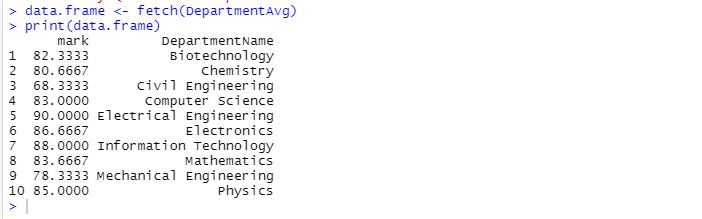 > data.frame <- fetch(DepartmentAvg)
> print(data.frame)
mark DepartmentName
1 82.3333 Biotechnology
2 80.6667 Chemistry
3 68.3333 Civil Engineering
4 83.0000 Computer Science
5 90.0000 Electrical Engineering
6 86.6667 Electronics
7 88.0000 Information Technology
8 83.6667 Mathematics
9 78.3333 Mechanical Engineering
10 85.0000 Physics
>